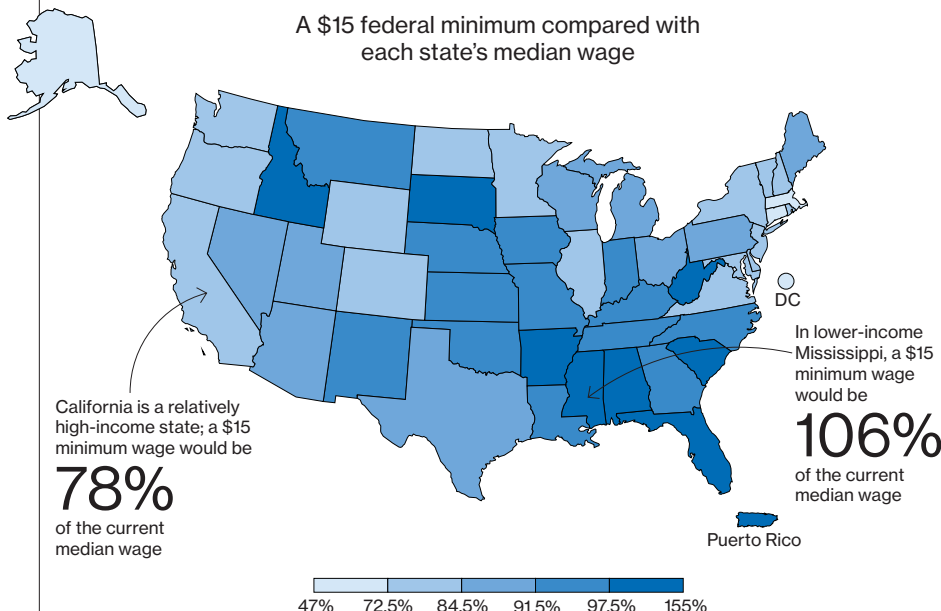 A $15 federal minimum compared with
each state's median wage
DC
In lower-income
Mississippi, a $15
minimum wage
would be
106%
of the current
median wage
California is a relatively
high-income state; a $15
minimum wage would be
78%
of the current
median wage
Puerto Rico
47% 72.5% 84.5% 91.5% 97.5% 155%